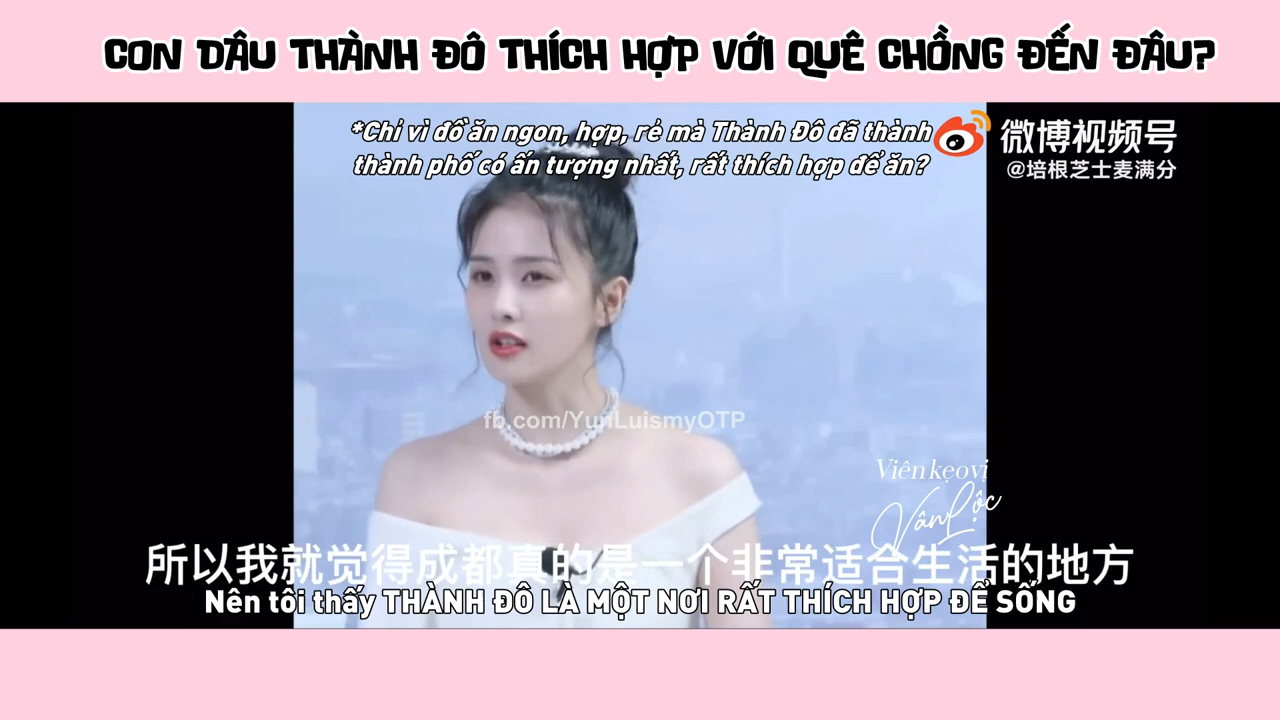 CON DÂU THÀNH ĐÔ THÍCH HỢP VỚI QUÊ CHỒNG ĐẾN ĐÂU?
*Chỉ vì đồ ăn ngon, hợp, rẻ mà Thành Đô đã thành
thành phố có ấn tượng nhất, rất thích hợp để ăn?
微博视频号
@培根芝士麦满分
fb.com/YunLuismyOTP
Viên kẹo vị
Vân Lộc
所以我就觉得成都真的是一个非常适合生活的地方
Nên tôi thấy THÀNH ĐÔ LÀ MỘT NƠI RẤT THÍCH HỢP ĐỂ SỐNG